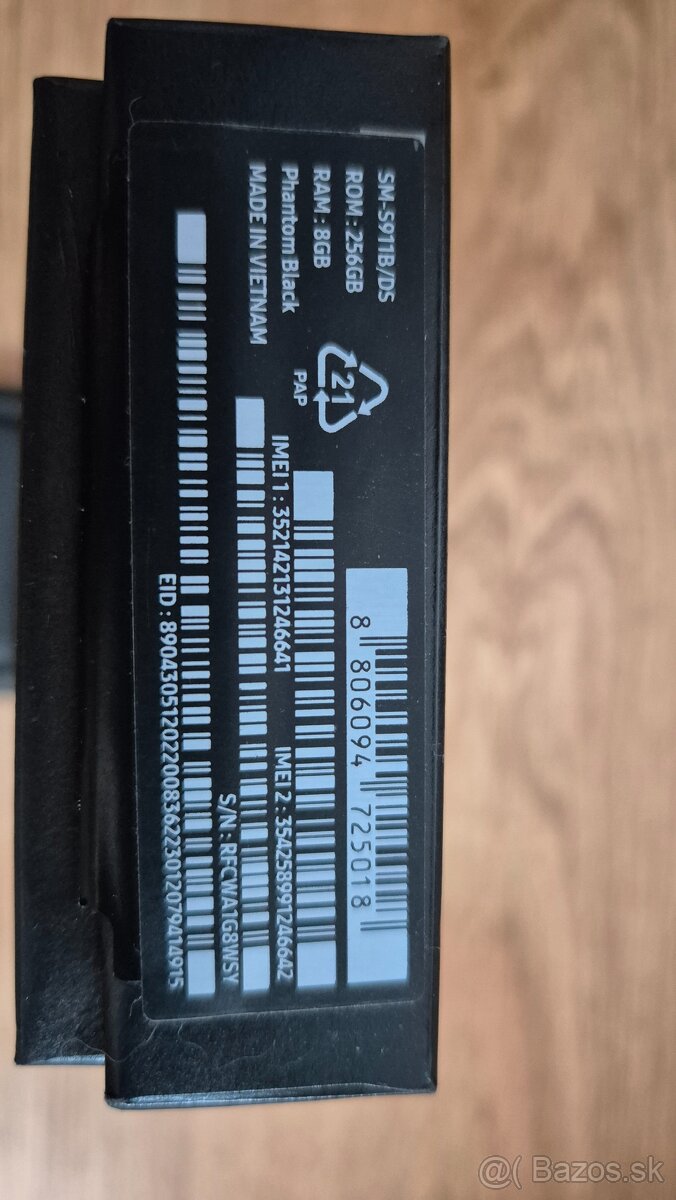 SM-S911B/DS
ROM : 256GB
RAM : 8GB
Phantom Black
MADE IN VIETNAM
21
PAP
8 806094 725018
IMEI 1 : 352142131246641
IMEI 2 : 354258991246642
S/N : RFCWA1G8WSY
EID : 89043051202200836223012079414915
@( Bazos.sk